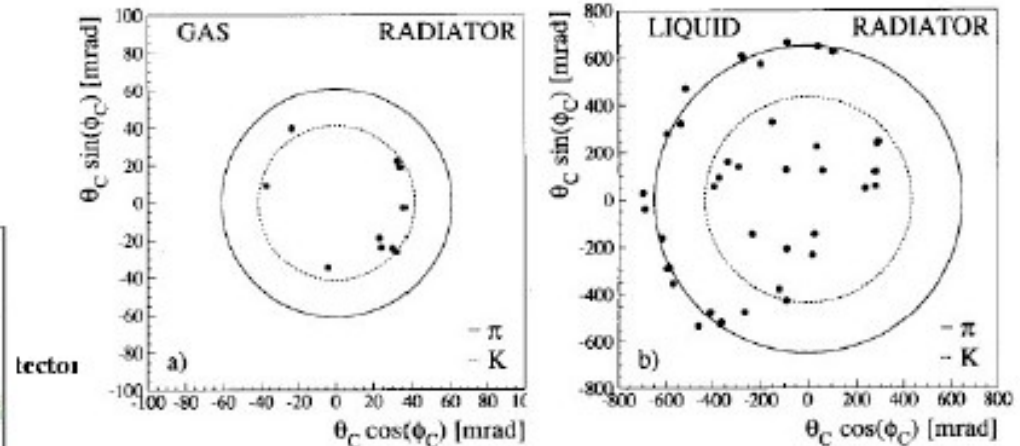 GAS RADIATOR
θC sin(ϕC) [mrad]
100
80
60
40
20
0
-20
-40
-60
-80
-100
-100 -80 -60 -40 -20 0 20 40 60 80 10
θC cos(ϕC) [mrad]
a)
– π
··· K
LIQUID RADIATOR
θC sin(ϕC) [mrad]
800
600
400
200
0
-200
-400
-600
-800
-800 -600 -400 -200 0 200 400 600 800
θC cos(ϕC) [mrad]
b)
– π
··· K
tector